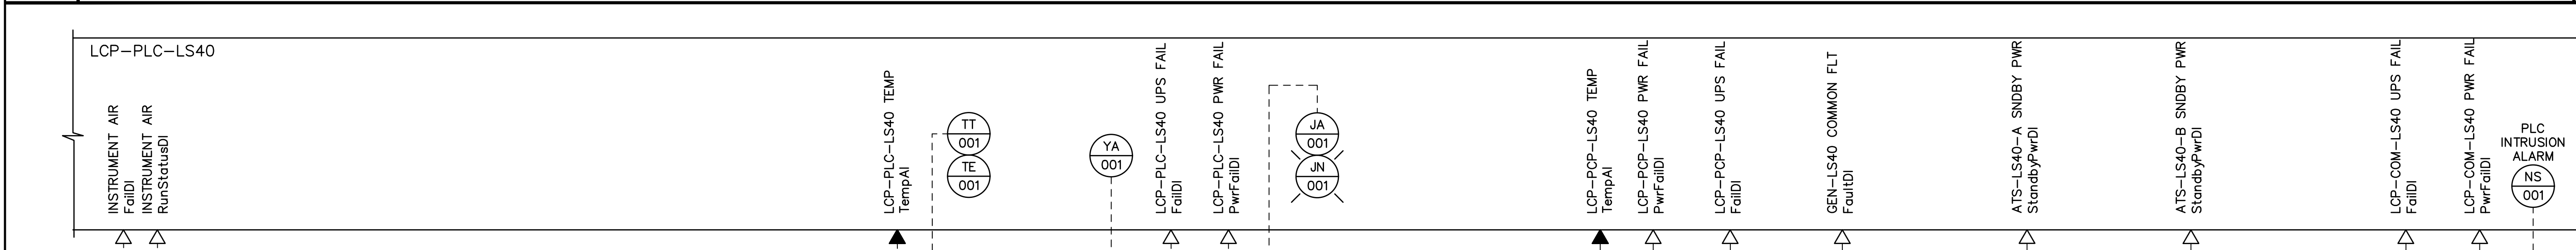 LCP-PLC-LS40
INSTRUMENT AIR
FailDI
INSTRUMENT AIR
RunStatusDI
LCP-PLC-LS40 TEMP
TempAI
TT
001
TE
001
YA
001
LCP-PLC-LS40 UPS FAIL
FailDI
LCP-PLC-LS40 PWR FAIL
PwrFailDI
JA
001
JN
001
LCP-PCP-LS40 TEMP
TempAI
LCP-PCP-LS40 PWR FAIL
PwrFailDI
LCP-PCP-LS40 UPS FAIL
FailDI
GEN-LS40 COMMON FLT
FaultDI
ATS-LS40-A SNDBY PWR
StandbyPwrDI
ATS-LS40-B SNDBY PWR
StandbyPwrDI
LCP-COM-LS40 UPS FAIL
FailDI
LCP-COM-LS40 PWR FAIL
PwrFailDI
PLC
INTRUSION
ALARM
NS
001